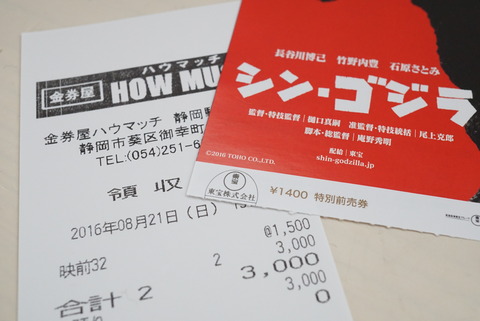 金券屋 ハウマッチ
HOW MU
金券屋ハウマッチ 静岡
静岡市葵区御幸町
TEL:(054)251-6
領 収
2016年08月21日(日)
@1,500
映前32 2 3,000
合計 2 3,000
3,000
0
長谷川博己 竹野内豊 石原さとみ
シン・ゴジラ
監督・特技監督|樋口真嗣 准監督・特技統括|尾上克郎
脚本・総監督|庵野秀明
配給|東宝
shin-godzilla.jp
©2016 TOHO CO.,LTD.
東宝
東宝株式会社
¥1400 特別前売券